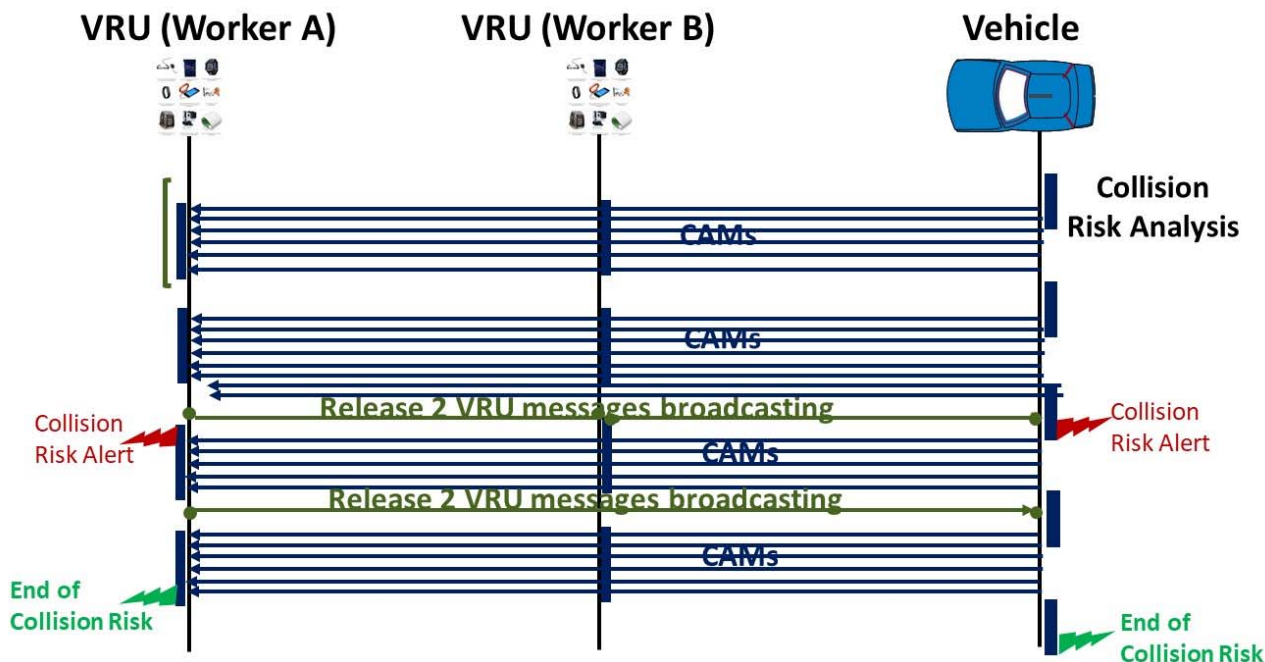 VRU (Worker A)
VRU (Worker B)
Vehicle
Collision
Risk Analysis
CAMs
CAMs
Release 2 VRU messages broadcasting
Collision
Risk Alert
Collision
Risk Alert
CAMs
Release 2 VRU messages broadcasting
CAMs
End of
Collision Risk
End of
Collision Risk